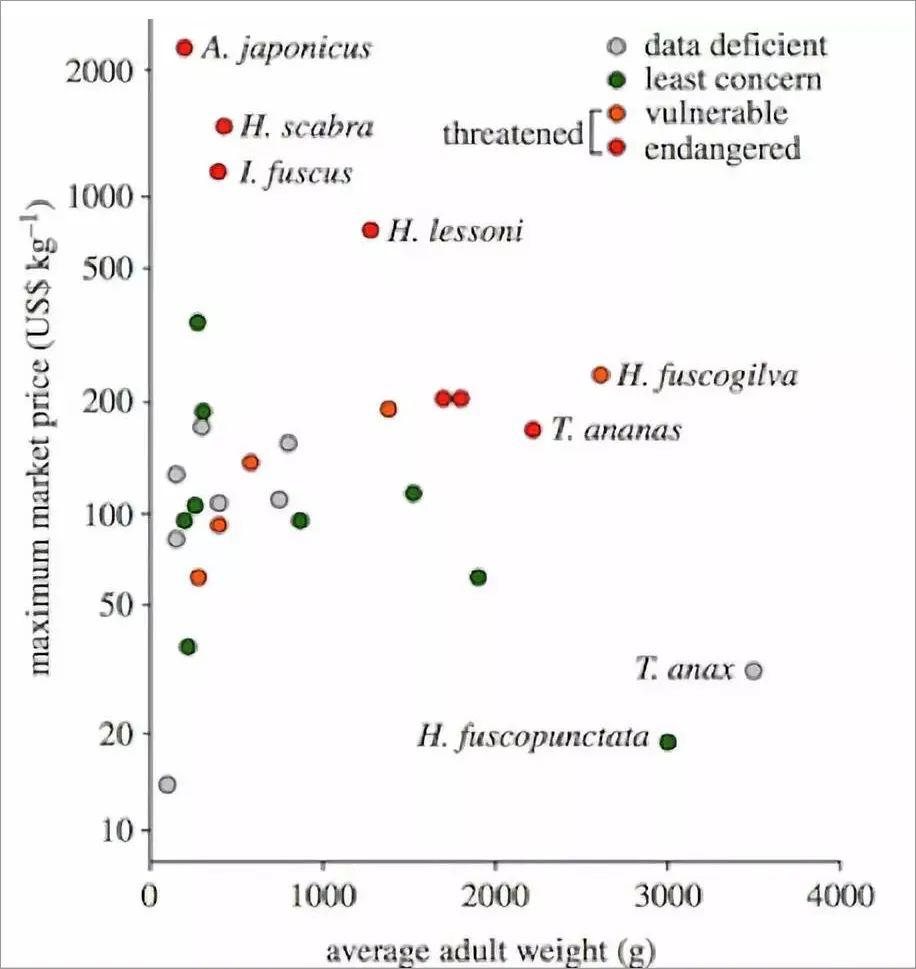 A. japonicus
data deficient
2000
least concern
vulnerable
H. scabra
threatened
endangered
I. fuscus
1000
H. lessoni
500
H. fuscogilva
200
T. ananas
100
50
T. anax
20
H. fuscopunctata
10
0 1000 2000 3000 4000
average adult weight (g)
maximum market price (US$ kg⁻¹)